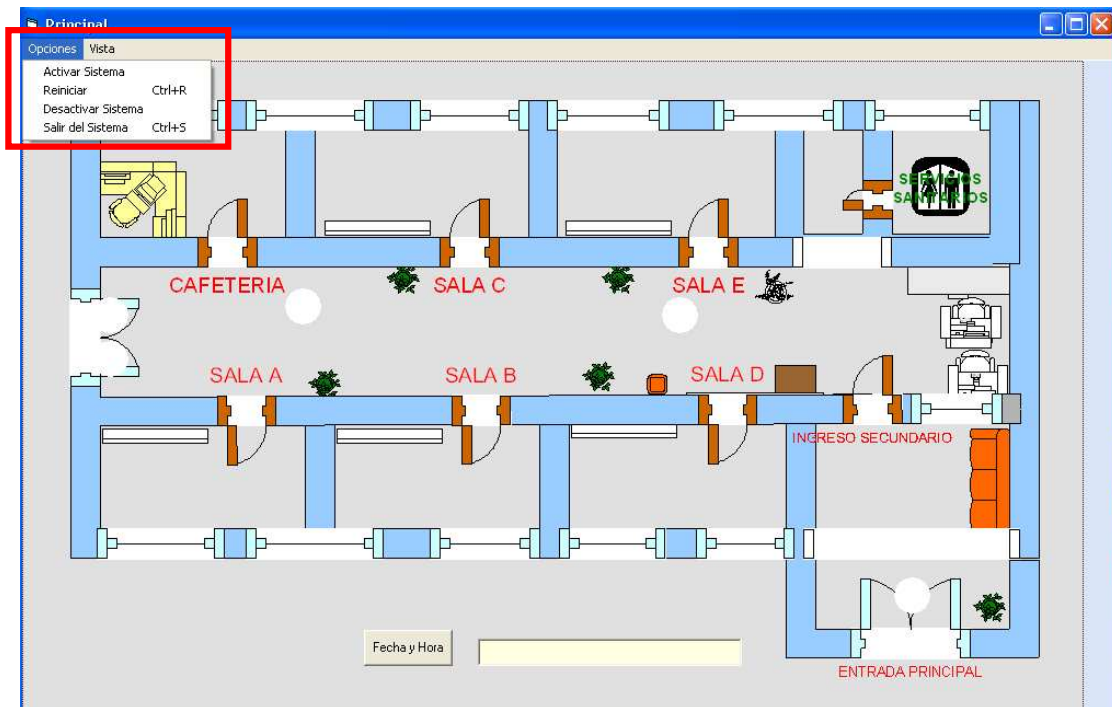 Principal
Opciones Vista
Activar Sistema
Reiniciar Ctrl+R
Desactivar Sistema
Salir del Sistema Ctrl+S
SERVICIOS
SANITARIOS
CAFETERIA
SALA C
SALA E
SALA A
SALA B
SALA D
INGRESO SECUNDARIO
Fecha y Hora
ENTRADA PRINCIPAL